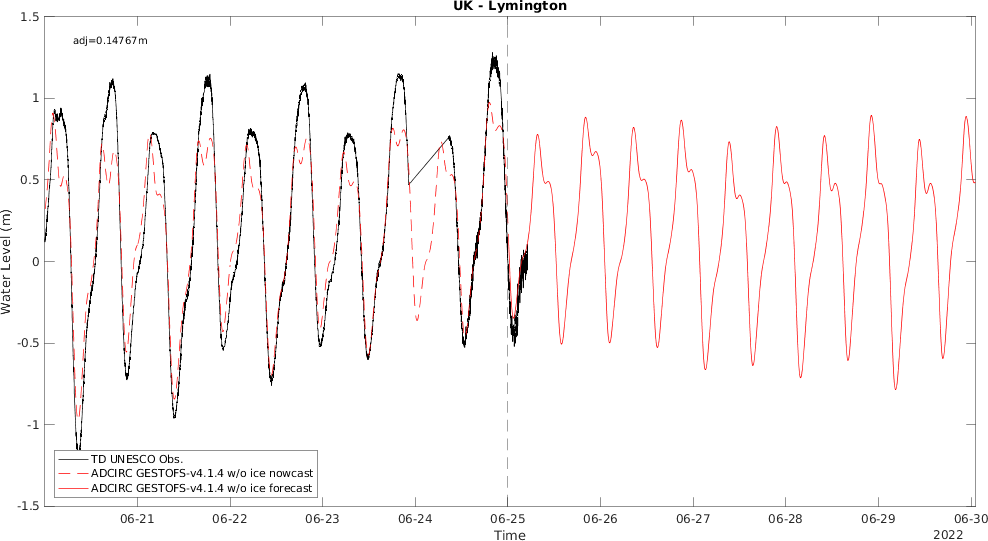 UK - Lymington
adj=0.14767m
1.5
1
0.5
0
-0.5
-1
-1.5
Water Level (m)
TD UNESCO Obs.
ADCIRC GESTOFS-v4.1.4 w/o ice nowcast
ADCIRC GESTOFS-v4.1.4 w/o ice forecast
06-21 06-22 06-23 06-24 06-25 06-26 06-27 06-28 06-29 06-30
Time
2022